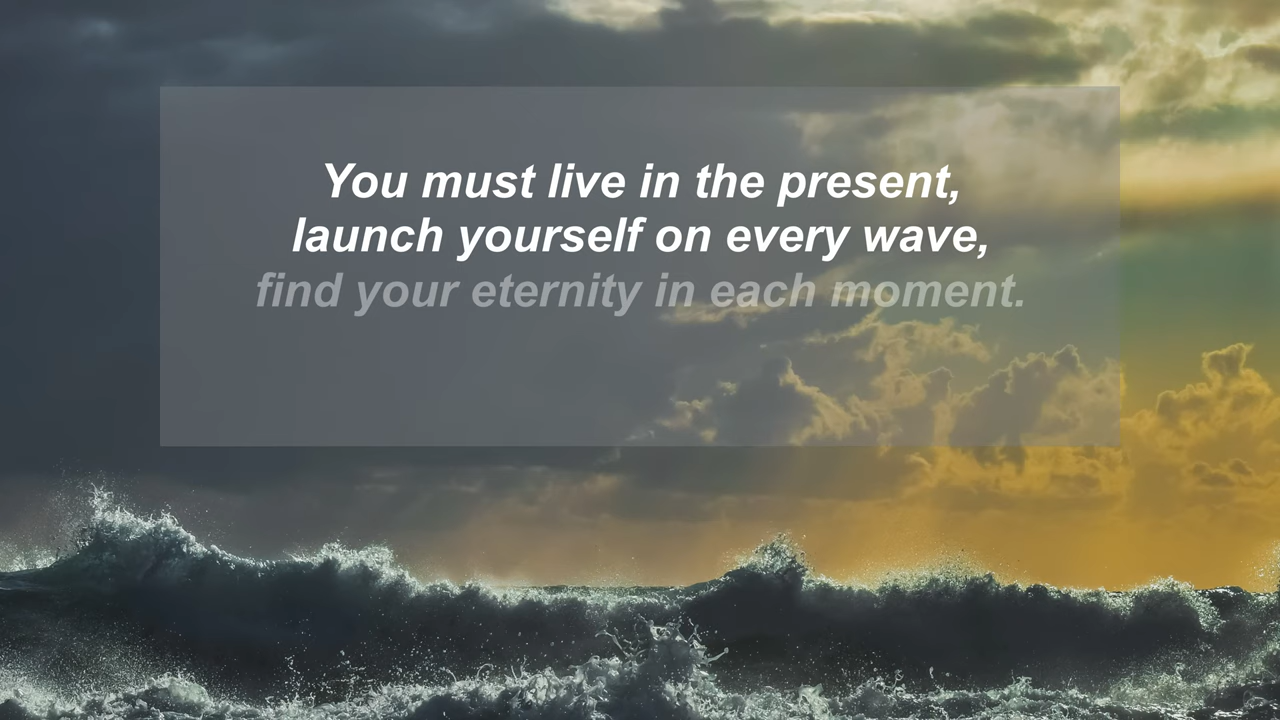 You must live in the present,
launch yourself on every wave,
find your eternity in each moment.